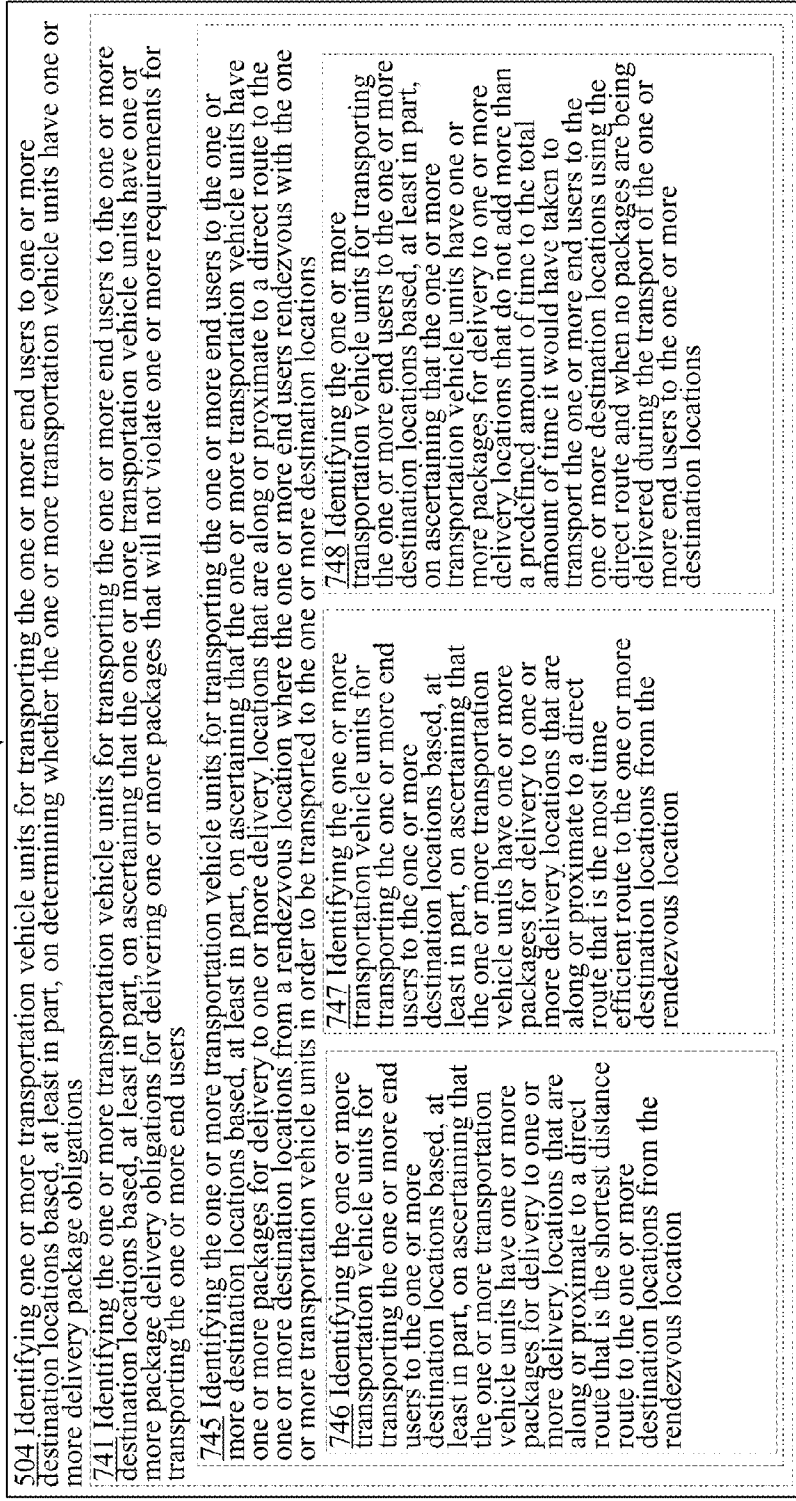 504 Identifying one or more transportation vehicle units for transporting the one or more end users to one or more
destination locations based, at least in part, on determining whether the one or more transportation vehicle units have one or
more delivery package obligations
741 Identifying the one or more transportation vehicle units for transporting the one or more end users to the one or more
destination locations based, at least in part, on ascertaining that the one or more transportation vehicle units have one or
more package delivery obligations for delivering one or more packages that will not violate one or more requirements for
transporting the one or more end users
745 Identifying the one or more transportation vehicle units for transporting the one or more end users to the one or
more destination locations based, at least in part, on ascertaining that the one or more transportation vehicle units have
one or more packages for delivery to one or more delivery locations that are along or proximate to a direct route to the
one or more destination locations from a rendezvous location where the one or more end users rendezvous with the one
or more transportation vehicle units in order to be transported to the one or more destination locations
746 Identifying the one or more
transportation vehicle units for
transporting the one or more end
users to the one or more
destination locations based, at
least in part, on ascertaining that
the one or more transportation
vehicle units have one or more
packages for delivery to one or
more delivery locations that are
along or proximate to a direct
route that is the shortest distance
route to the one or more
destination locations from the
rendezvous location
747 Identifying the one or more
transportation vehicle units for
transporting the one or more end
users to the one or more
destination locations based, at
least in part, on ascertaining that
the one or more transportation
vehicle units have one or more
packages for delivery to one or
more delivery locations that are
along or proximate to a direct
route that is the most time
efficient route to the one or more
destination locations from the
rendezvous location
748 Identifying the one or more
transportation vehicle units for transporting
the one or more end users to the one or more
destination locations based, at least in part,
on ascertaining that the one or more
transportation vehicle units have one or
more packages for delivery to one or more
delivery locations that do not add more than
a predefined amount of time to the total
amount of time it would have taken to
transport the one or more end users to the
one or more destination locations using the
direct route and when no packages are being
delivered during the transport of the one or
more end users to the one or more
destination locations